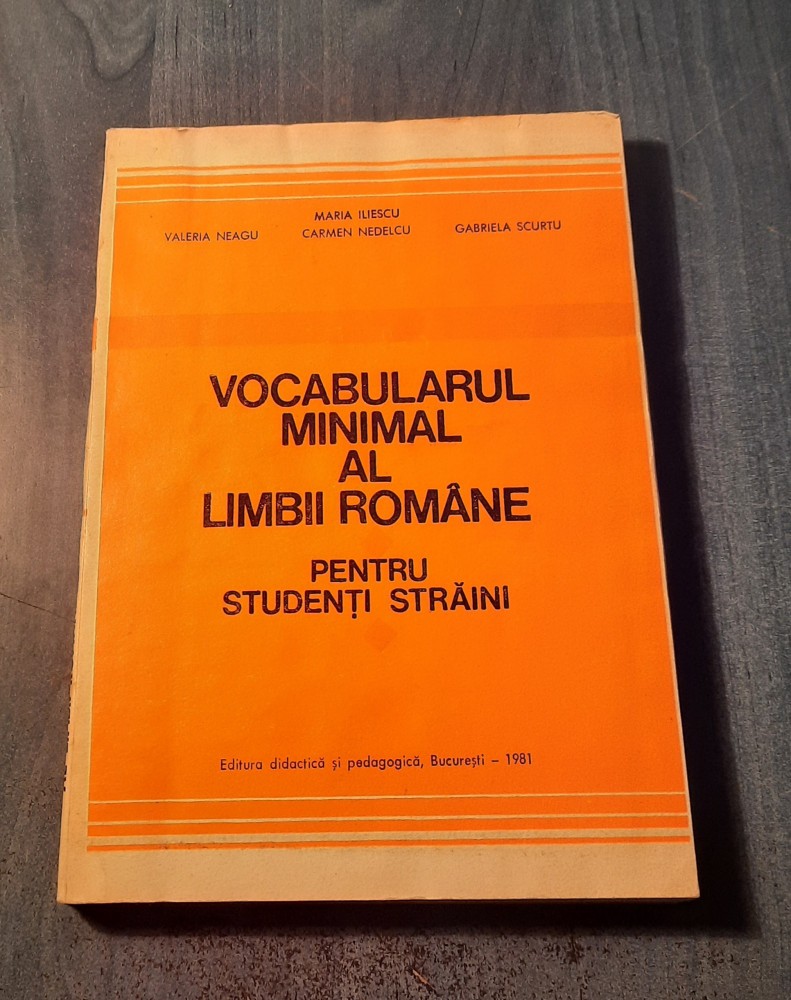 MARIA ILIESCU
VALERIA NEAGU CARMEN NEDELCU GABRIELA SCURTU
VOCABULARUL
MINIMAL
AL
LIMBII ROMÂNE
PENTRU
STUDENȚI STRĂINI
Editura didactică și pedagogică, București – 1981